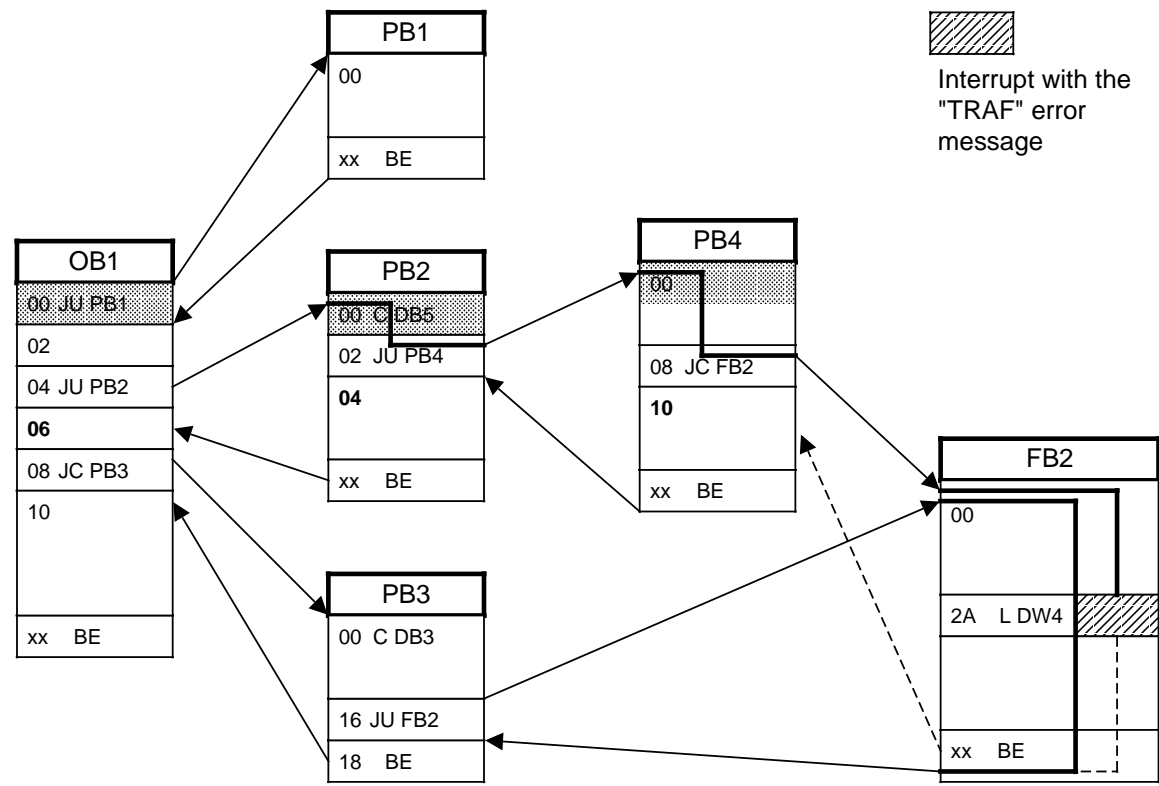 PB1
00
xx BE
Interrupt with the
"TRAF" error
message
OB1
00 JU PB1
02
04 JU PB2
06
08 JC PB3
10
xx BE
PB2
00 C DB5
02 JU PB4
04
xx BE
PB4
00
08 JC FB2
10
xx BE
PB3
00 C DB3
16 JU FB2
18 BE
FB2
00
2A L DW4
xx BE